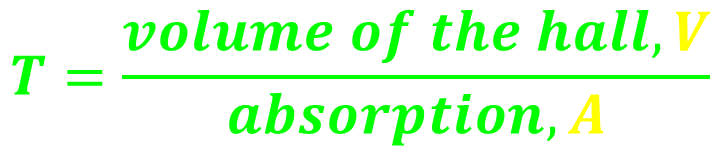 T = volume of the hall, V
absorption, A